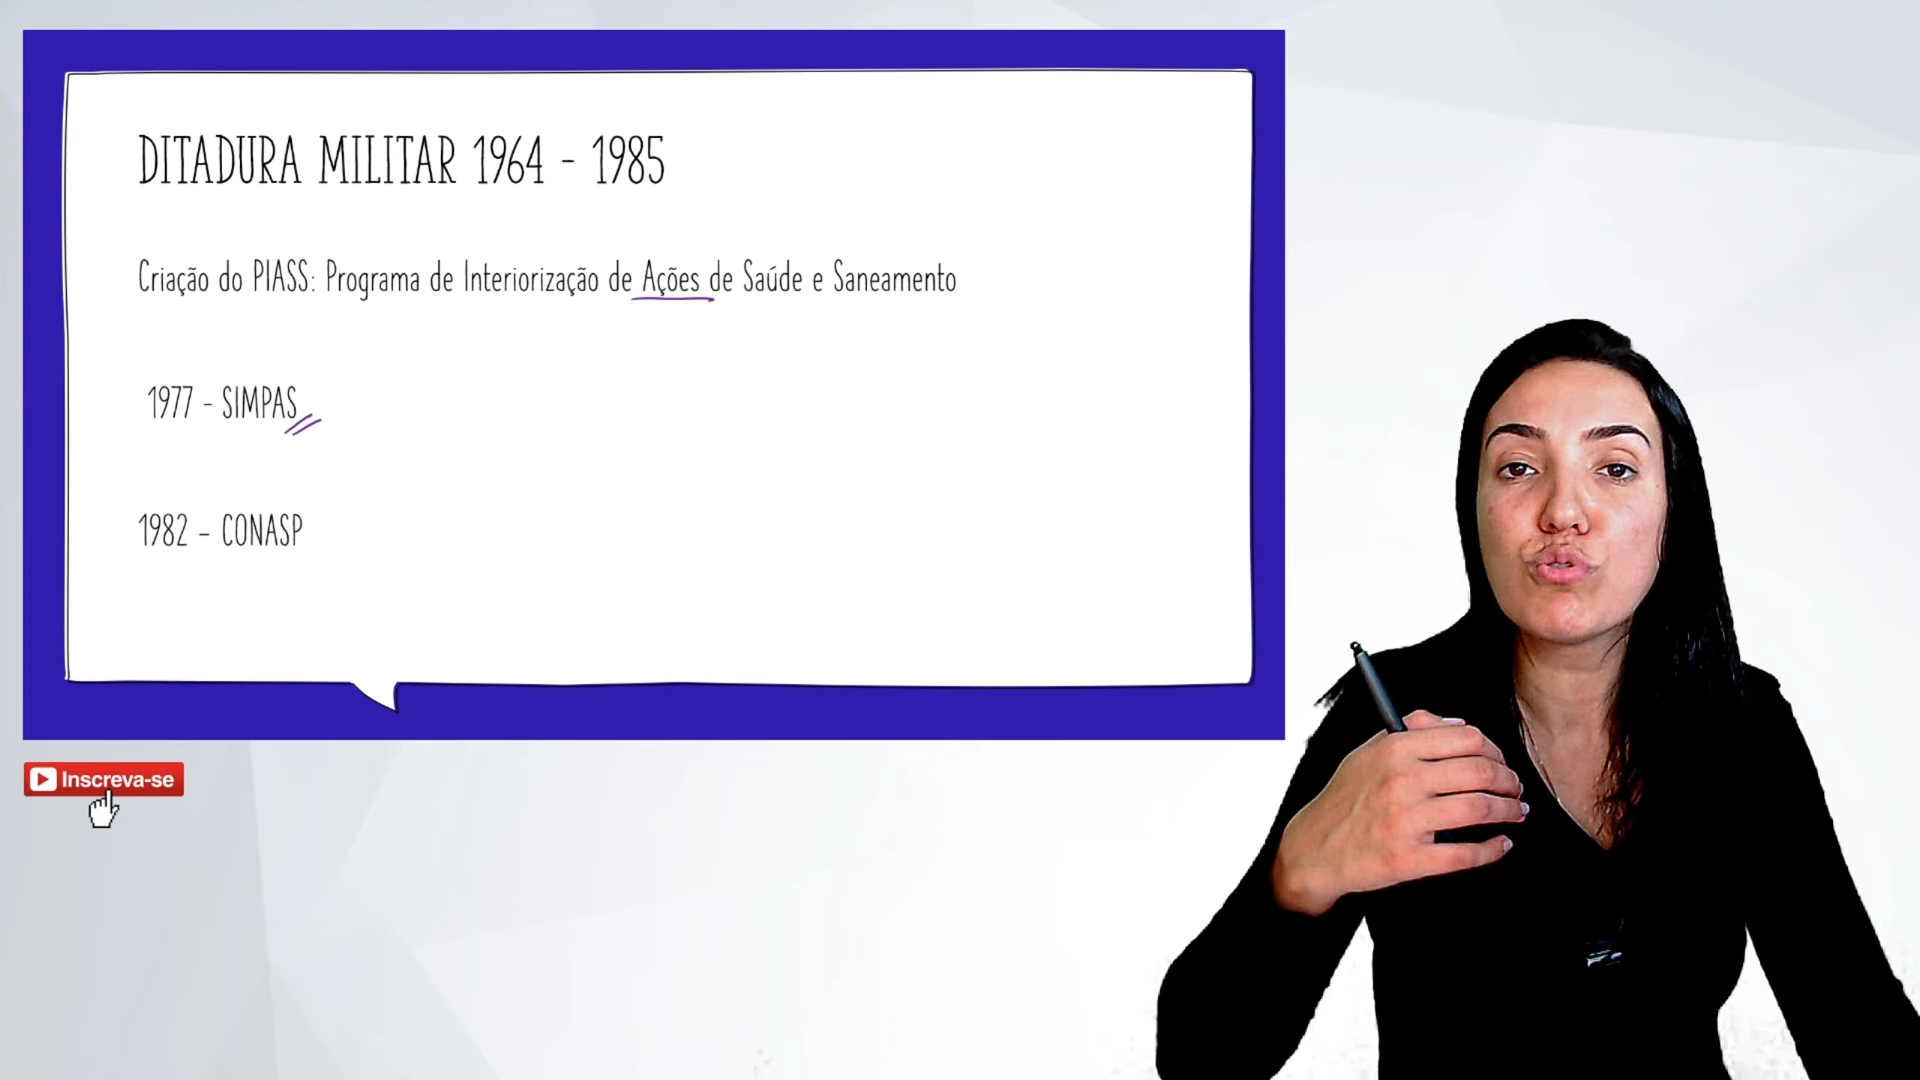 DITADURA MILITAR 1964 - 1985
Criação do PIASS: Programa de Interiorização de Ações de Saúde e Saneamento
1977 - SIMPAS
1982 - CONASP
Inscreva-se